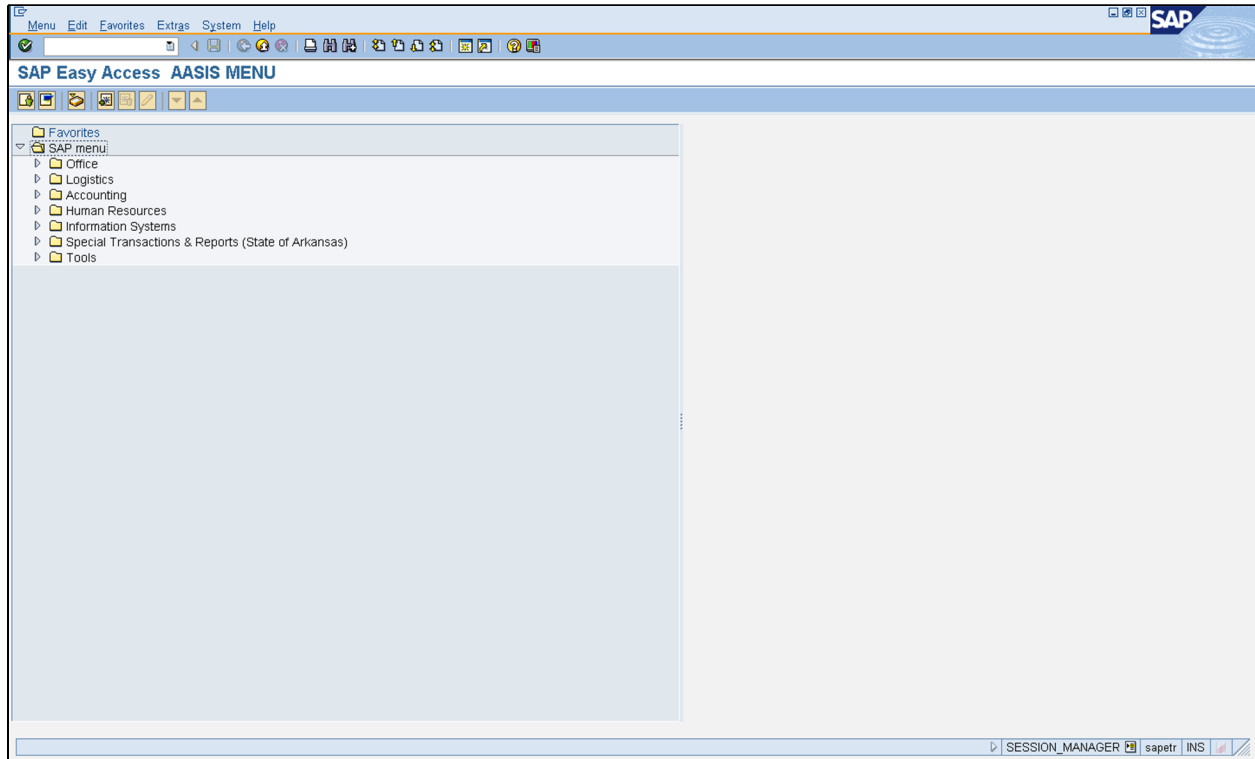 Menu Edit Favorites Extras System Help
SAP
SAP Easy Access AASIS MENU
Favorites
SAP menu
Office
Logistics
Accounting
Human Resources
Information Systems
Special Transactions & Reports (State of Arkansas)
Tools
SESSION_MANAGER sapetr INS